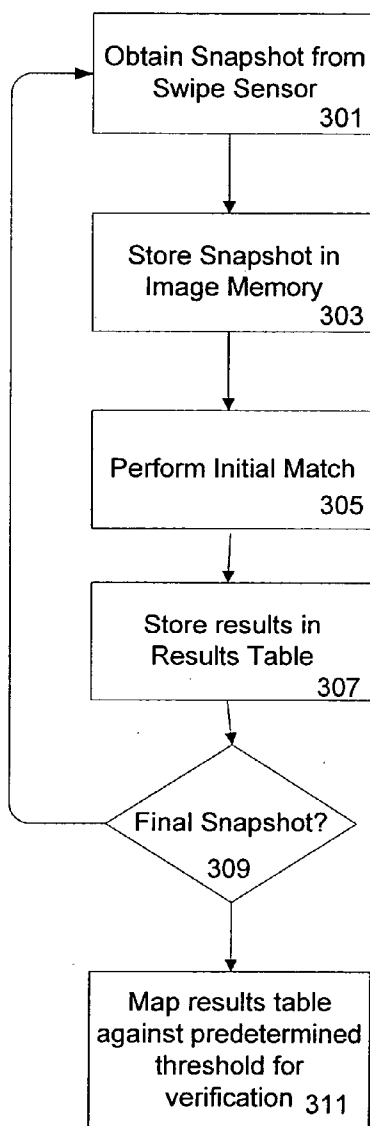 Obtain Snapshot from
Swipe Sensor
301
Store Snapshot in
Image Memory
303
Perform Initial Match
305
Store results in
Results Table
307
Final Snapshot?
309
Map results table
against predetermined
threshold for
verification 311